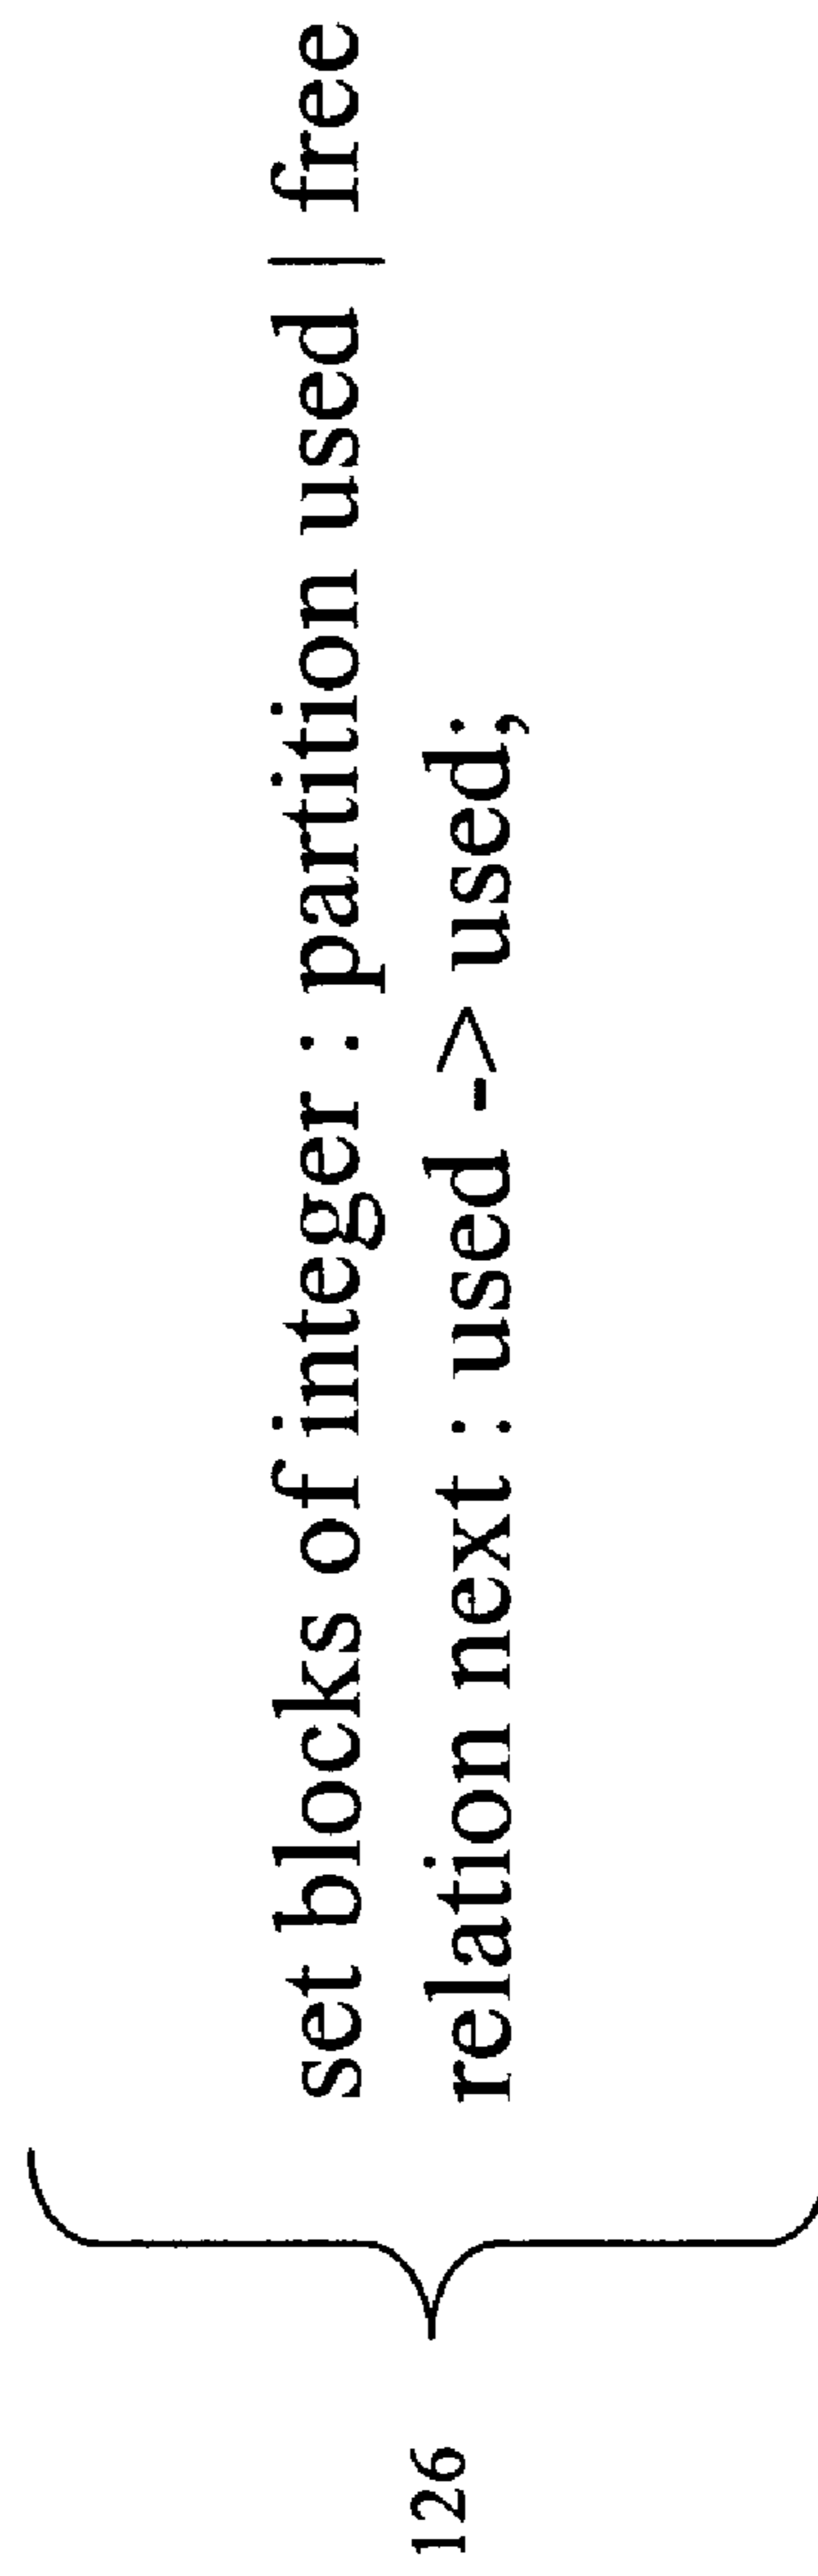 set blocks of integer : partition used | free
relation next : used -> used;
126